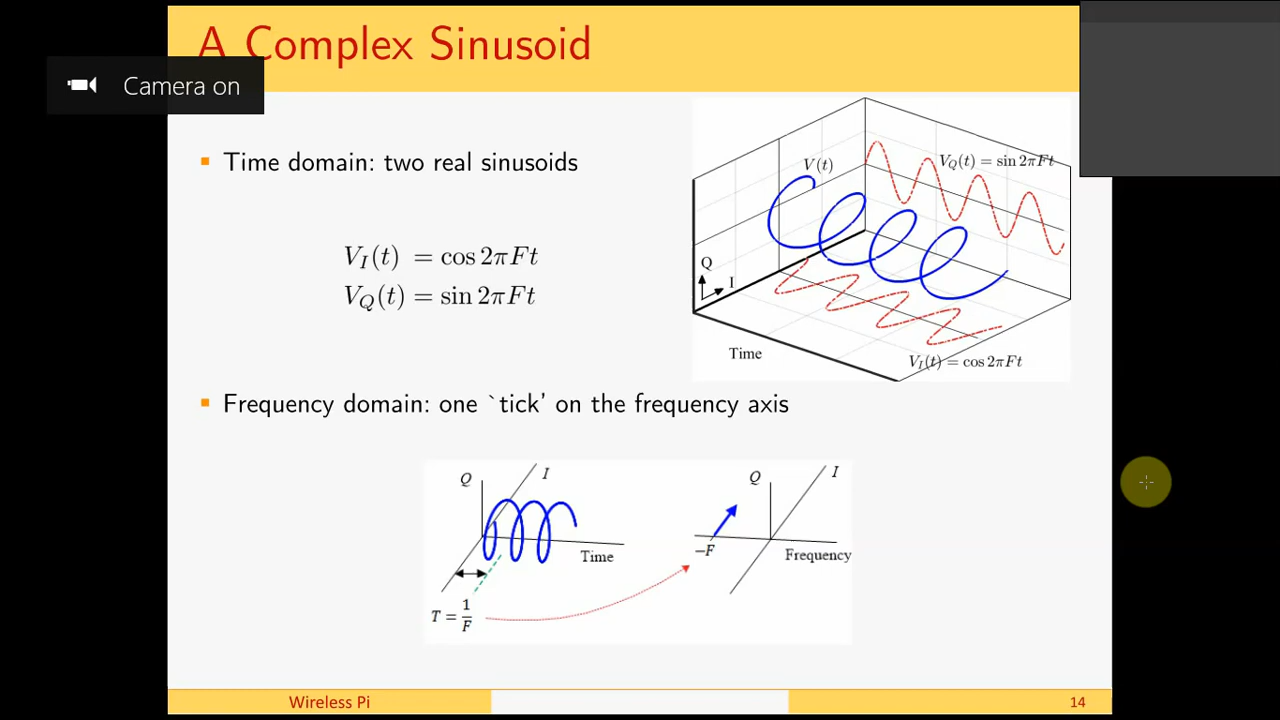 A Complex Sinusoid
Camera on
Time domain: two real sinusoids
V_I(t) = cos 2πFt
V_Q(t) = sin 2πFt
V(t)
V_Q(t) = sin 2πFt
Q
I
Time
V_I(t) = cos 2πFt
Frequency domain: one `tick' on the frequency axis
Q
I
Time
T = 1/F
Q
I
−F
Frequency
Wireless Pi
14